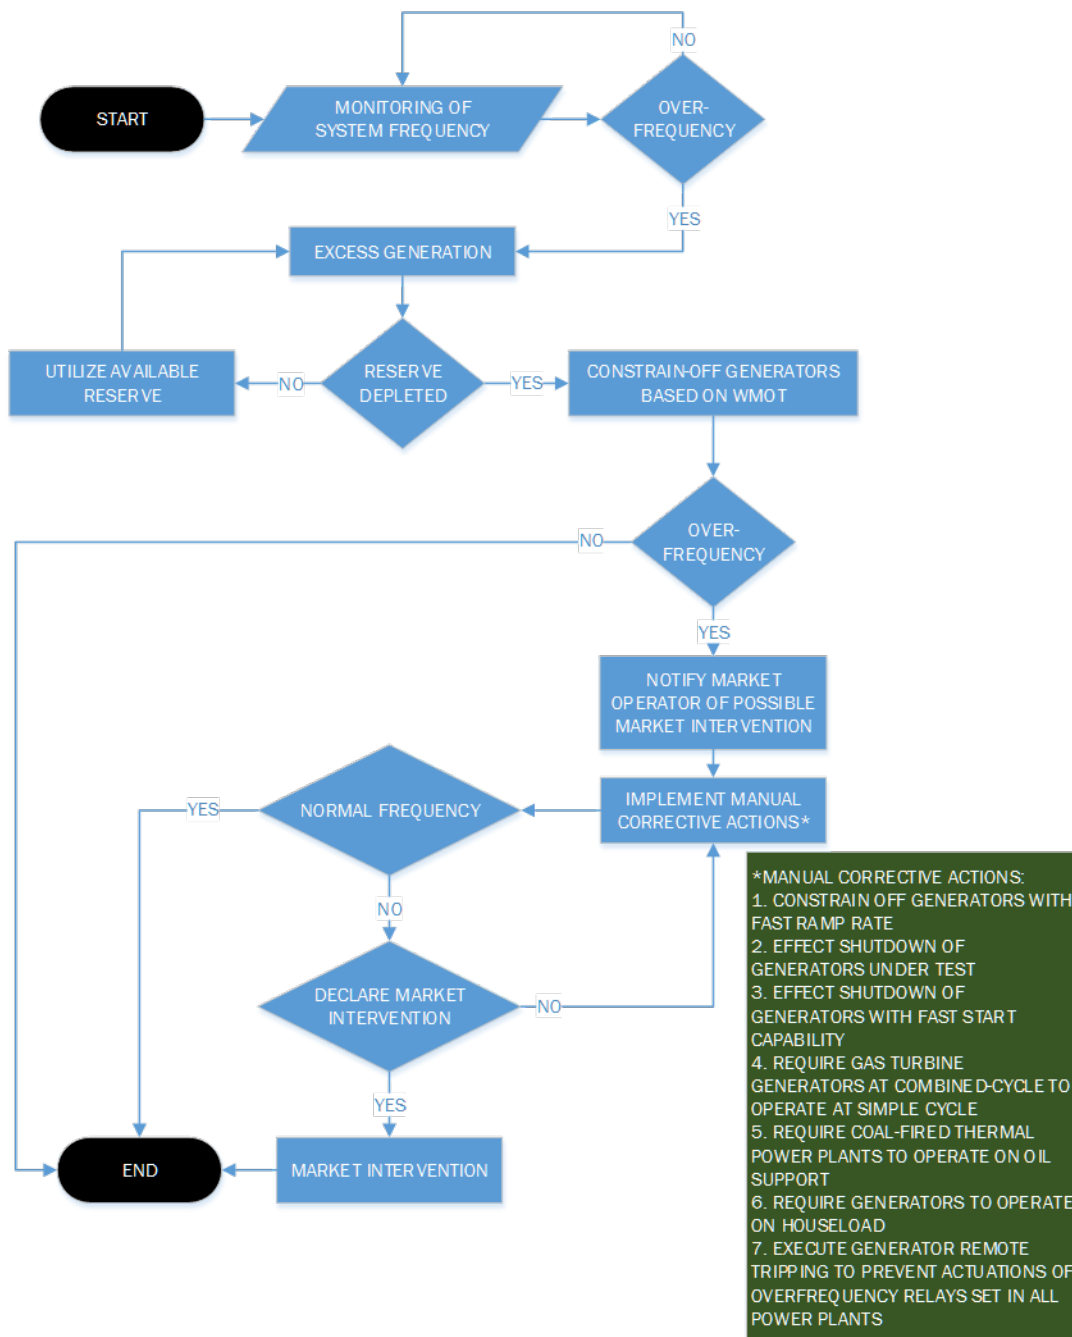 NO
START
MONITORING OF
SYSTEM FREQUENCY
OVER-
FREQUENCY
YES
EXCESS GENERATION
UTILIZE AVAILABLE
RESERVE
NO
RESERVE
DEPLETED
YES
CONSTRAIN-OFF GENERATORS
BASED ON WMOT
OVER-
FREQUENCY
NO
YES
NOTIFY MARKET
OPERATOR OF POSSIBLE
MARKET INTERVENTION
IMPLEMENT MANUAL
CORRECTIVE ACTIONS*
NORMAL FREQUENCY
YES
NO
DECLARE MARKET
INTERVENTION
NO
YES
MARKET INTERVENTION
END
*MANUAL CORRECTIVE ACTIONS:
1. CONSTRAIN OFF GENERATORS WITH
FAST RAMP RATE
2. EFFECT SHUTDOWN OF
GENERATORS UNDER TEST
3. EFFECT SHUTDOWN OF
GENERATORS WITH FAST START
CAPABILITY
4. REQUIRE GAS TURBINE
GENERATORS AT COMBINED-CYCLE TO
OPERATE AT SIMPLE CYCLE
5. REQUIRE COAL-FIRED THERMAL
POWER PLANTS TO OPERATE ON OIL
SUPPORT
6. REQUIRE GENERATORS TO OPERATE
ON HOUSELOAD
7. EXECUTE GENERATOR REMOTE
TRIPPING TO PREVENT ACTUATIONS OF
OVERFREQUENCY RELAYS SET IN ALL
POWER PLANTS